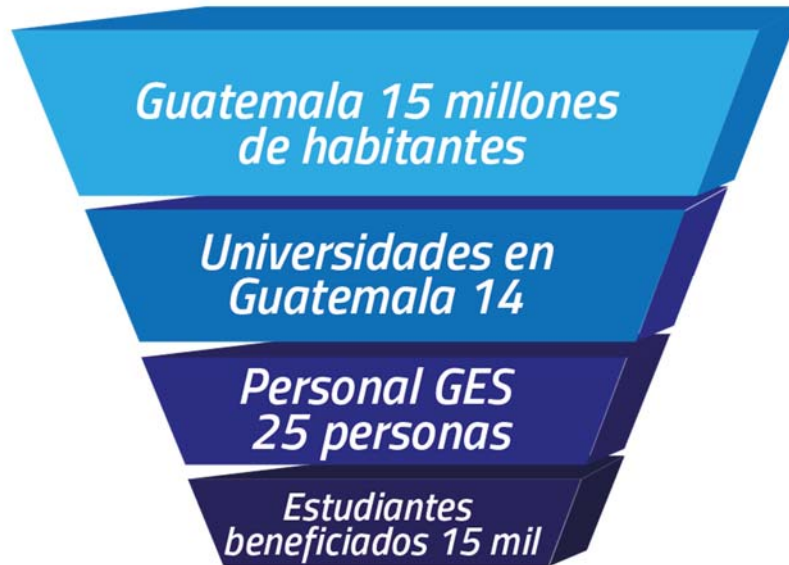 Guatemala 15 millones
de habitantes
Universidades en
Guatemala 14
Personal GES
25 personas
Estudiantes
beneficiados 15 mil